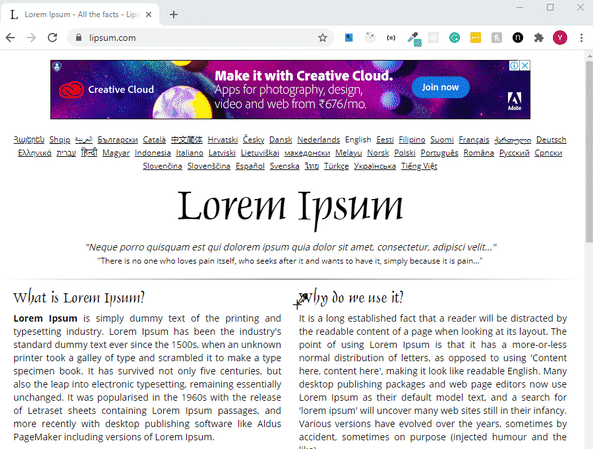 Lorem Ipsum - All the facts - Lips
lipsum.com
Creative Cloud
Make it with Creative Cloud.
Apps for photography, design,
video and web from ₹676/mo.
Join now
Adobe
Հայերեն Shqip العربية Български Català 中文简体 Hrvatski Česky Dansk Nederlands English Eesti Filipino Suomi Français ქართული Deutsch
Ελληνικά עברית हिन्दी Magyar Indonesia Italiano Latviski Lietuviškai македонски Melayu Norsk Polski Português Româna Русский Српски
Slovenčina Slovenščina Español Svenska ไทย Türkçe Українська Tiếng Việt
Lorem Ipsum
"Neque porro quisquam est qui dolorem ipsum quia dolor sit amet, consectetur, adipisci velit..."
"There is no one who loves pain itself, who seeks after it and wants to have it, simply because it is pain..."
What is Lorem Ipsum?
Lorem Ipsum is simply dummy text of the printing and
typesetting industry. Lorem Ipsum has been the industry's
standard dummy text ever since the 1500s, when an unknown
printer took a galley of type and scrambled it to make a type
specimen book. It has survived not only five centuries, but
also the leap into electronic typesetting, remaining essentially
unchanged. It was popularised in the 1960s with the release
of Letraset sheets containing Lorem Ipsum passages, and
more recently with desktop publishing software like Aldus
PageMaker including versions of Lorem Ipsum.
Why do we use it?
It is a long established fact that a reader will be distracted by
the readable content of a page when looking at its layout. The
point of using Lorem Ipsum is that it has a more-or-less
normal distribution of letters, as opposed to using 'Content
here, content here', making it look like readable English. Many
desktop publishing packages and web page editors now use
Lorem Ipsum as their default model text, and a search for
'lorem ipsum' will uncover many web sites still in their infancy.
Various versions have evolved over the years, sometimes by
accident, sometimes on purpose (injected humour and the